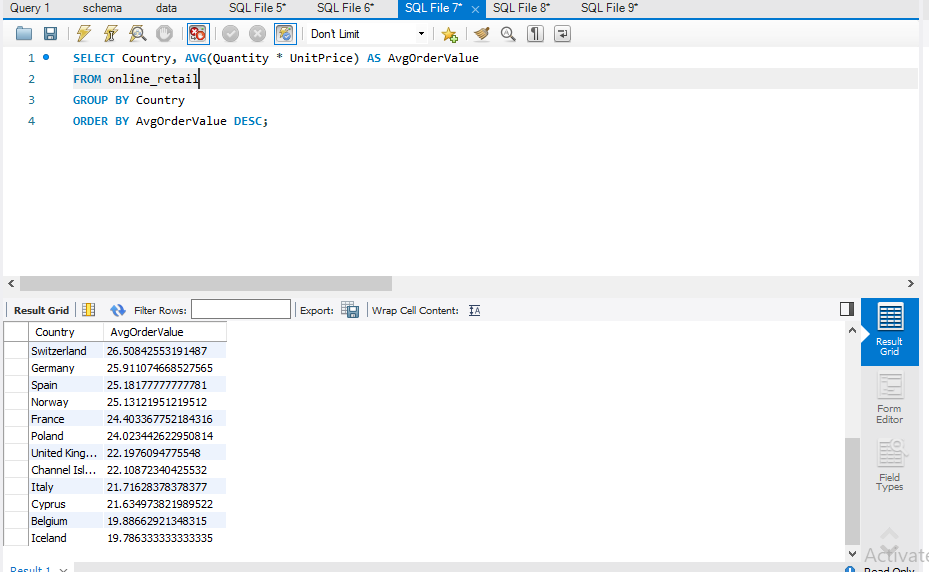 Query 1 schema data SQL File 5* SQL File 6* SQL File 7* × SQL File 8* SQL File 9*
Don't Limit
1 SELECT Country, AVG(Quantity * UnitPrice) AS AvgOrderValue
2 FROM online_retail
3 GROUP BY Country
4 ORDER BY AvgOrderValue DESC;
Result Grid Filter Rows: Export: Wrap Cell Content:
Country AvgOrderValue
Switzerland 26.50842553191487
Germany 25.911074668527565
Spain 25.18177777777781
Norway 25.13121951219512
France 24.403367752184316
Poland 24.023442622950814
United King... 22.1976094775548
Channel Isl... 22.10872340425532
Italy 21.71628378378377
Cyprus 21.634973821989522
Belgium 19.88662921348315
Iceland 19.786333333333335
Result
Grid
Form
Editor
Field
Types
Activate
Result 1
Read Only